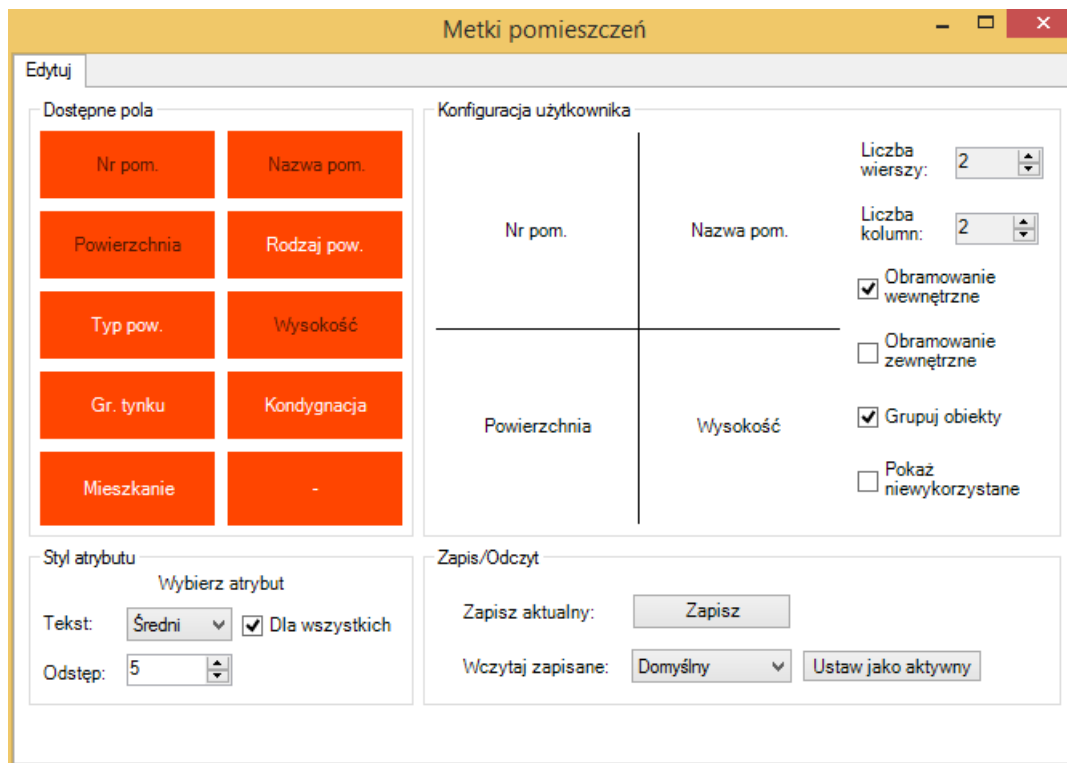 Metki pomieszczeń
Edytuj
Dostępne pola
Nr pom.
Nazwa pom.
Powierzchnia
Rodzaj pow.
Typ pow.
Wysokość
Gr. tynku
Kondygnacja
Mieszkanie
-
Konfiguracja użytkownika
Nr pom.
Nazwa pom.
Powierzchnia
Wysokość
Liczba
wierszy:
2
Liczba
kolumn:
2
Obramowanie
wewnętrzne
Obramowanie
zewnętrzne
Grupuj obiekty
Pokaż
niewykorzystane
Styl atrybutu
Wybierz atrybut
Tekst:
Średni
Dla wszystkich
Odstęp:
5
Zapis/Odczyt
Zapisz aktualny:
Zapisz
Wczytaj zapisane:
Domyślny
Ustaw jako aktywny